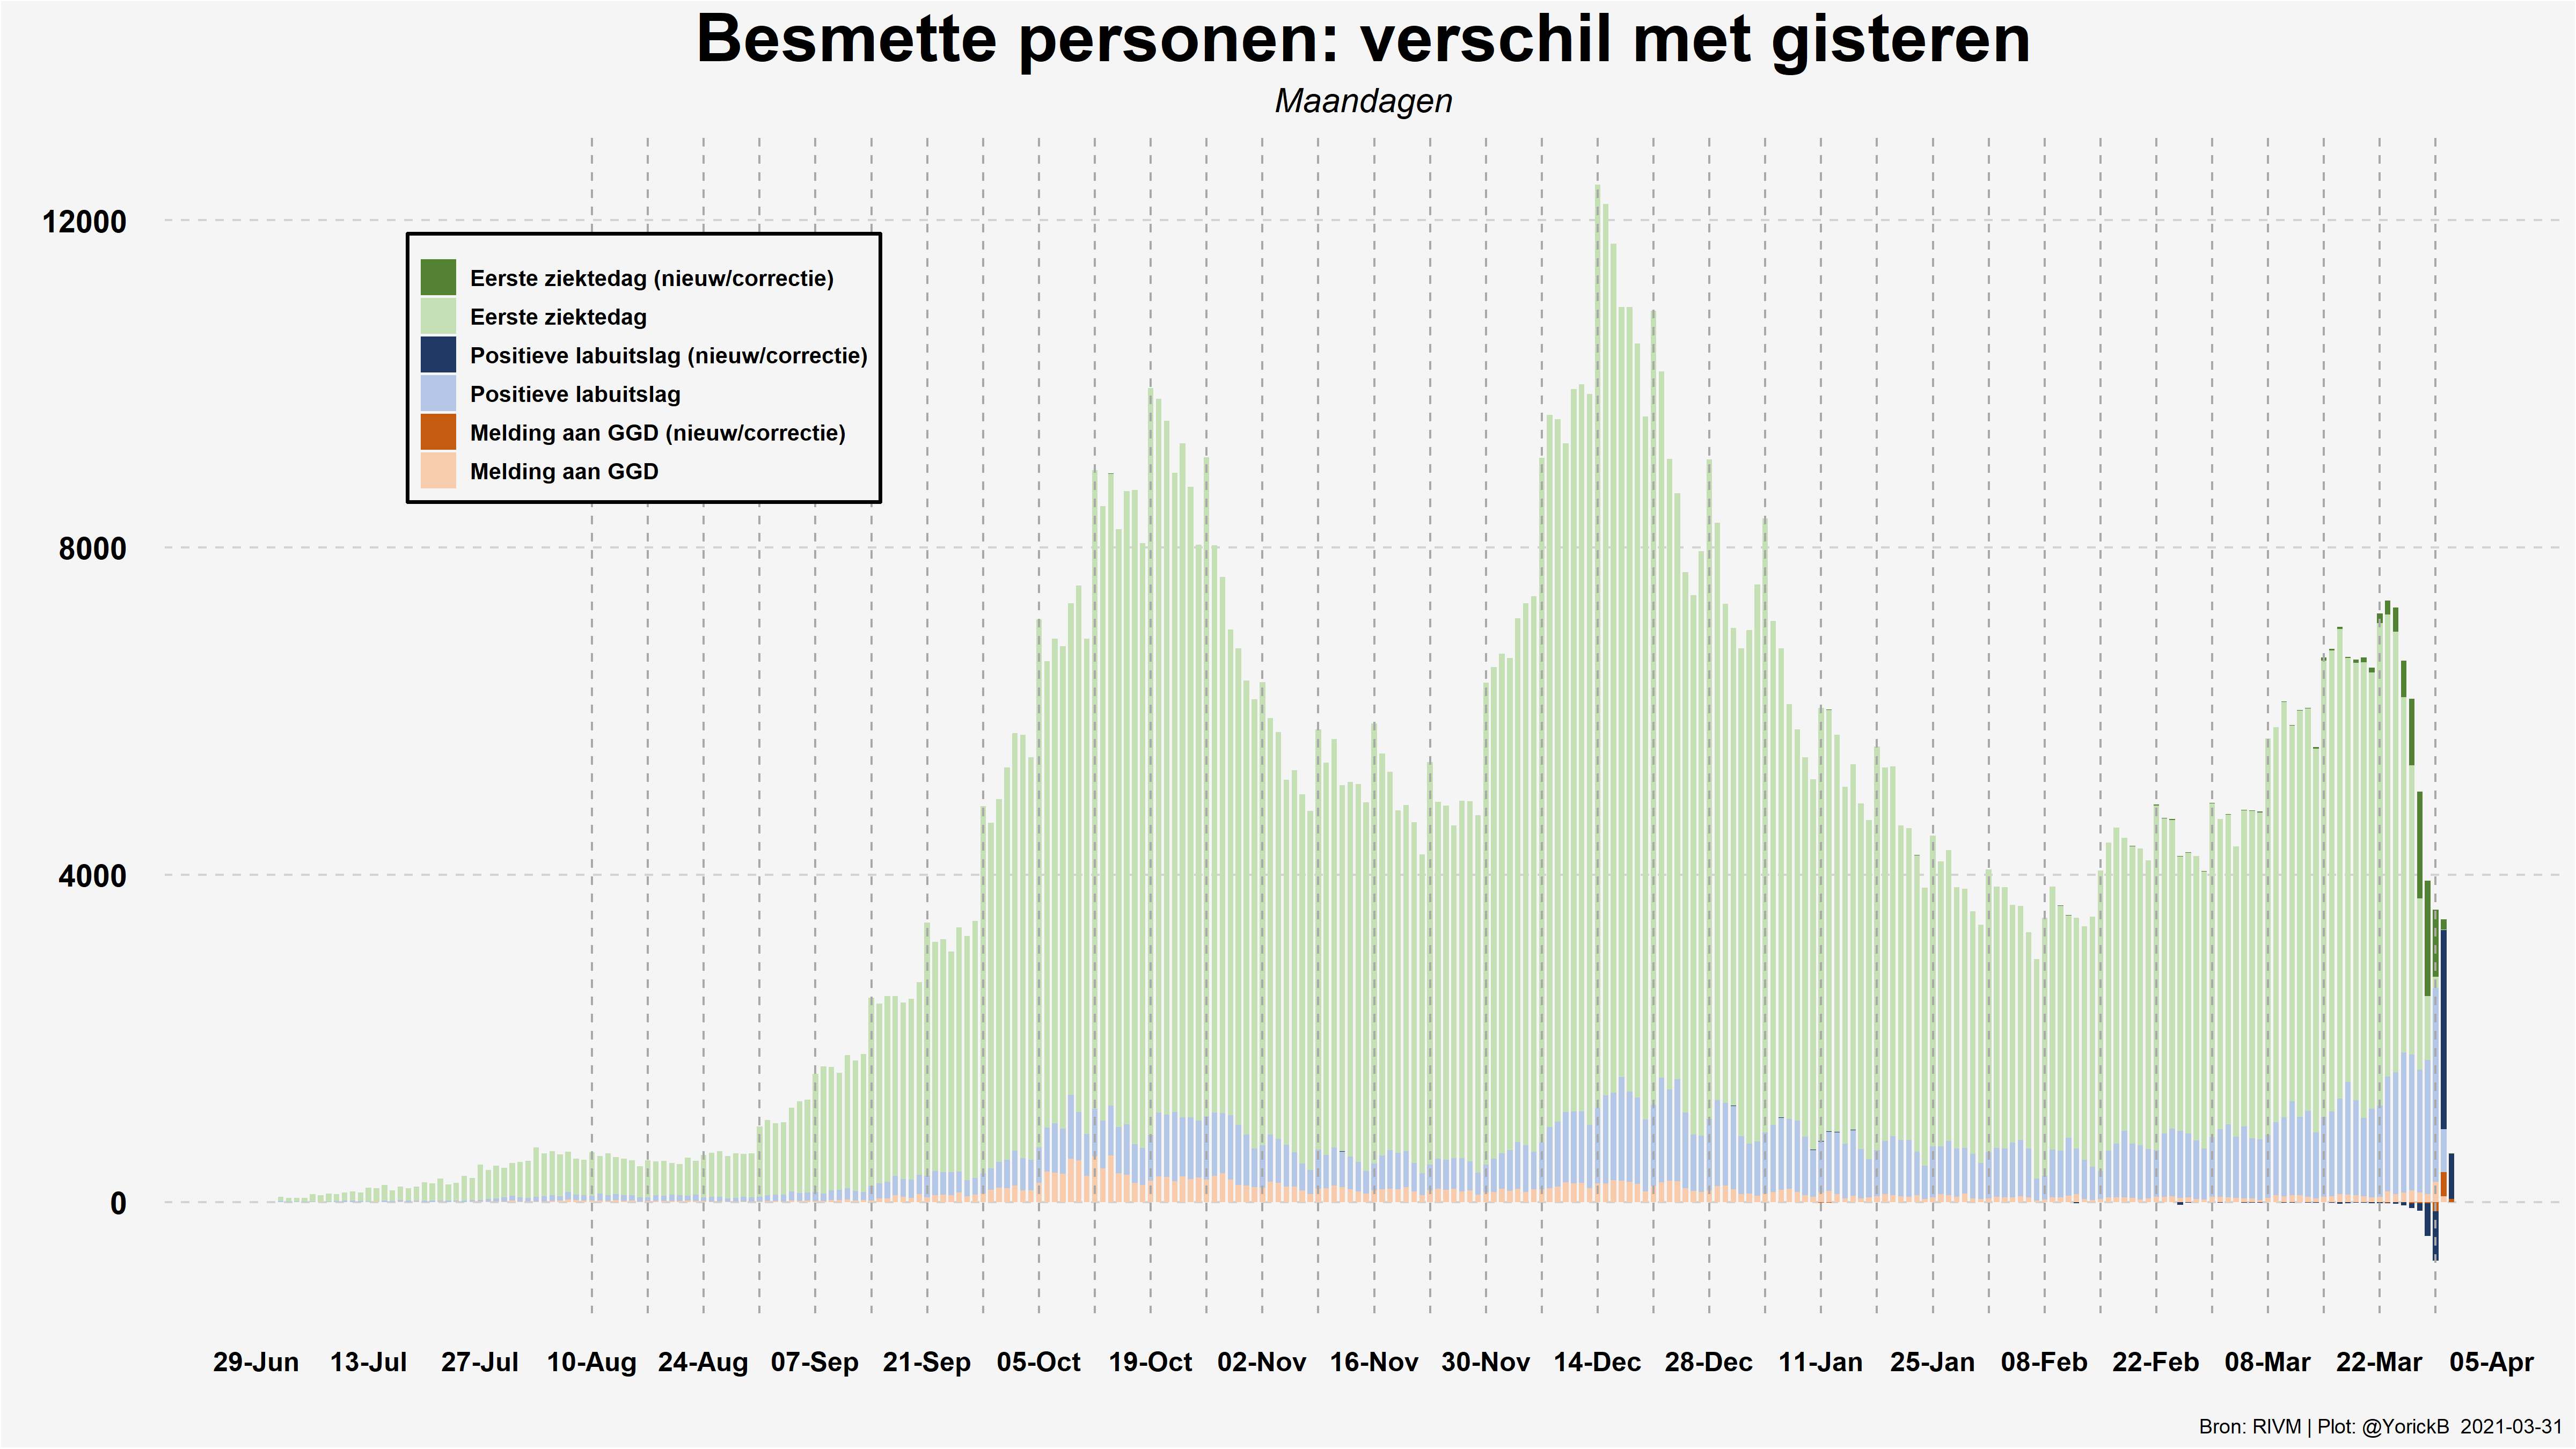 Besmette personen: verschil met gisteren
Maandagen
12000
8000
4000
0
Eerste ziektedag (nieuw/correctie)
Eerste ziektedag
Positieve labuitslag (nieuw/correctie)
Positieve labuitslag
Melding aan GGD (nieuw/correctie)
Melding aan GGD
29-Jun 13-Jul 27-Jul 10-Aug 24-Aug 07-Sep 21-Sep 05-Oct 19-Oct 02-Nov 16-Nov 30-Nov 14-Dec 28-Dec 11-Jan 25-Jan 08-Feb 22-Feb 08-Mar 22-Mar 05-Apr
Bron: RIVM | Plot: @YorickB  2021-03-31